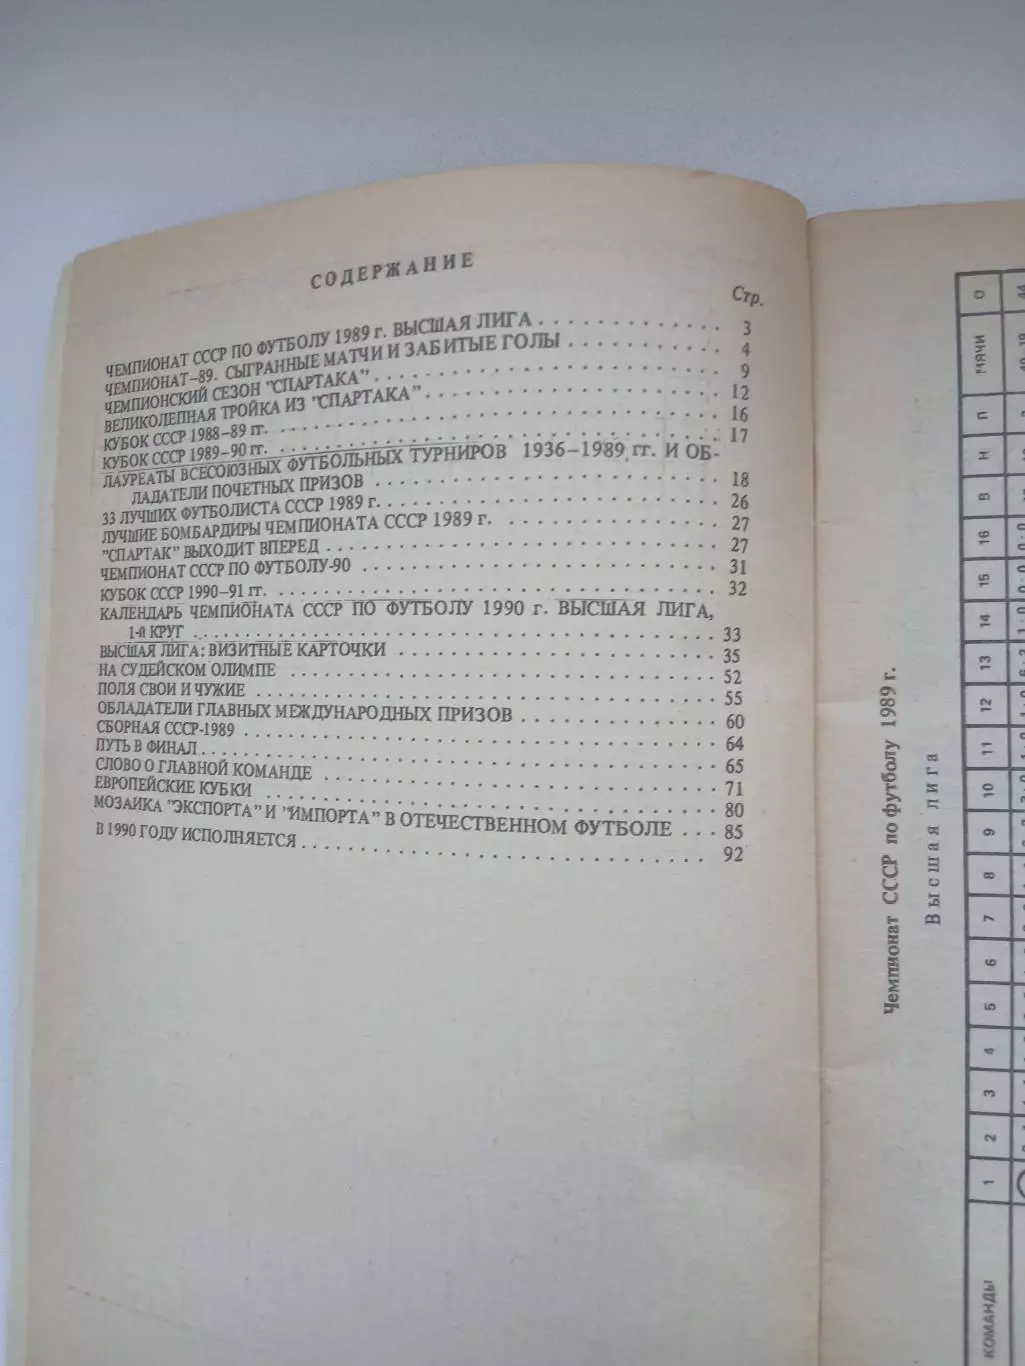 СОДЕРЖАНИЕ
Стр.
ЧЕМПИОНАТ СССР ПО ФУТБОЛУ 1989 г. ВЫСШАЯ ЛИГА . . . . . . . . . . . 3
ЧЕМПИОНАТ-89. СЫГРАННЫЕ МАТЧИ И ЗАБИТЫЕ ГОЛЫ . . . . . . . . . . 4
ЧЕМПИОНСКИЙ СЕЗОН "СПАРТАКА" . . . . . . . . . . 9
ВЕЛИКОЛЕПНАЯ ТРОЙКА ИЗ "СПАРТАКА" . . . . . . . . . . 12
КУБОК СССР 1988-89 гг. . . . . . . . . . . 16
КУБОК СССР 1989-90 гг. . . . . . . . . . . 17
ЛАУРЕАТЫ ВСЕСОЮЗНЫХ ФУТБОЛЬНЫХ ТУРНИРОВ 1936-1989 гг. И ОБ-
ЛАДАТЕЛИ ПОЧЕТНЫХ ПРИЗОВ . . . . . . . . . . 18
33 ЛУЧШИХ ФУТБОЛИСТА СССР 1989 г. . . . . . . . . . . 26
ЛУЧШИЕ БОМБАРДИРЫ ЧЕМПИОНАТА СССР 1989 г. . . . . . . . . . . 27
"СПАРТАК" ВЫХОДИТ ВПЕРЕД . . . . . . . . . . 27
ЧЕМПИОНАТ СССР ПО ФУТБОЛУ-90 . . . . . . . . . . 31
КУБОК СССР 1990-91 гг. . . . . . . . . . . 32
КАЛЕНДАРЬ ЧЕМПИОНАТА СССР ПО ФУТБОЛУ 1990 г. ВЫСШАЯ ЛИГА,
1-й КРУГ . . . . . . . . . . 33
ВЫСШАЯ ЛИГА: ВИЗИТНЫЕ КАРТОЧКИ . . . . . . . . . . 35
НА СУДЕЙСКОМ ОЛИМПЕ . . . . . . . . . . 52
ПОЛЯ СВОИ И ЧУЖИЕ . . . . . . . . . . 55
ОБЛАДАТЕЛИ ГЛАВНЫХ МЕЖДУНАРОДНЫХ ПРИЗОВ . . . . . . . . . . 60
СБОРНАЯ СССР-1989 . . . . . . . . . . 64
ПУТЬ В ФИНАЛ . . . . . . . . . . 65
СЛОВО О ГЛАВНОЙ КОМАНДЕ . . . . . . . . . . 71
ЕВРОПЕЙСКИЕ КУБКИ . . . . . . . . . . 80
МОЗАИКА "ЭКСПОРТА" И "ИМПОРТА" В ОТЕЧЕСТВЕННОМ ФУТБОЛЕ . . . 85
В 1990 ГОДУ ИСПОЛНЯЕТСЯ . . . . . . . . . . 92
Чемпионат СССР по футболу 1989 г.
Высшая лига
КОМАНДЫ 1 2 3 4 5 6 7 8 9 10 11 12 13 14 15 16 В Н П МЯЧИ О